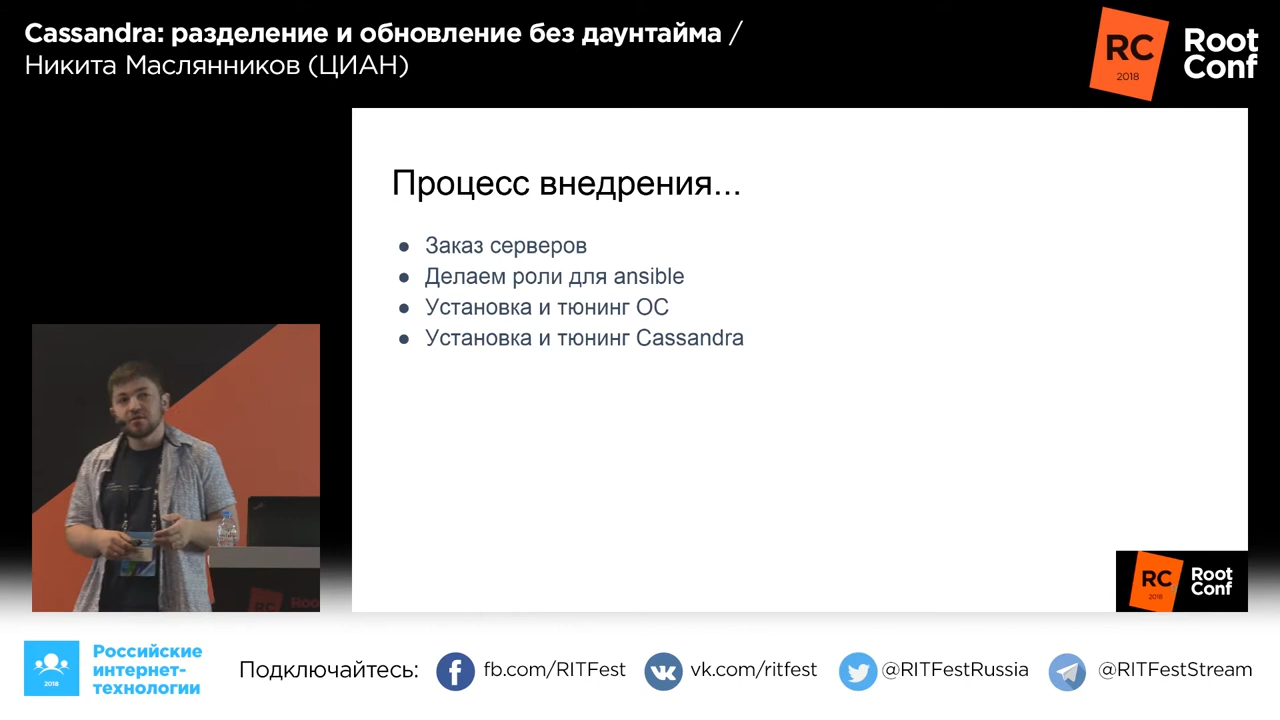 Cassandra: разделение и обновление без даунтайма /
Никита Маслянников (ЦИАН)
RC
2018
Root
Conf
Процесс внедрения...
● Заказ серверов
● Делаем роли для ansible
● Установка и тюнинг ОС
● Установка и тюнинг Cassandra
RC
2018
Root
Conf
RC
Roo
2018
Российские
интернет-
технологии
Подключайтесь:
fb.com/RITFest
vk.com/ritfest
@RITFestRussia
@RITFestStream